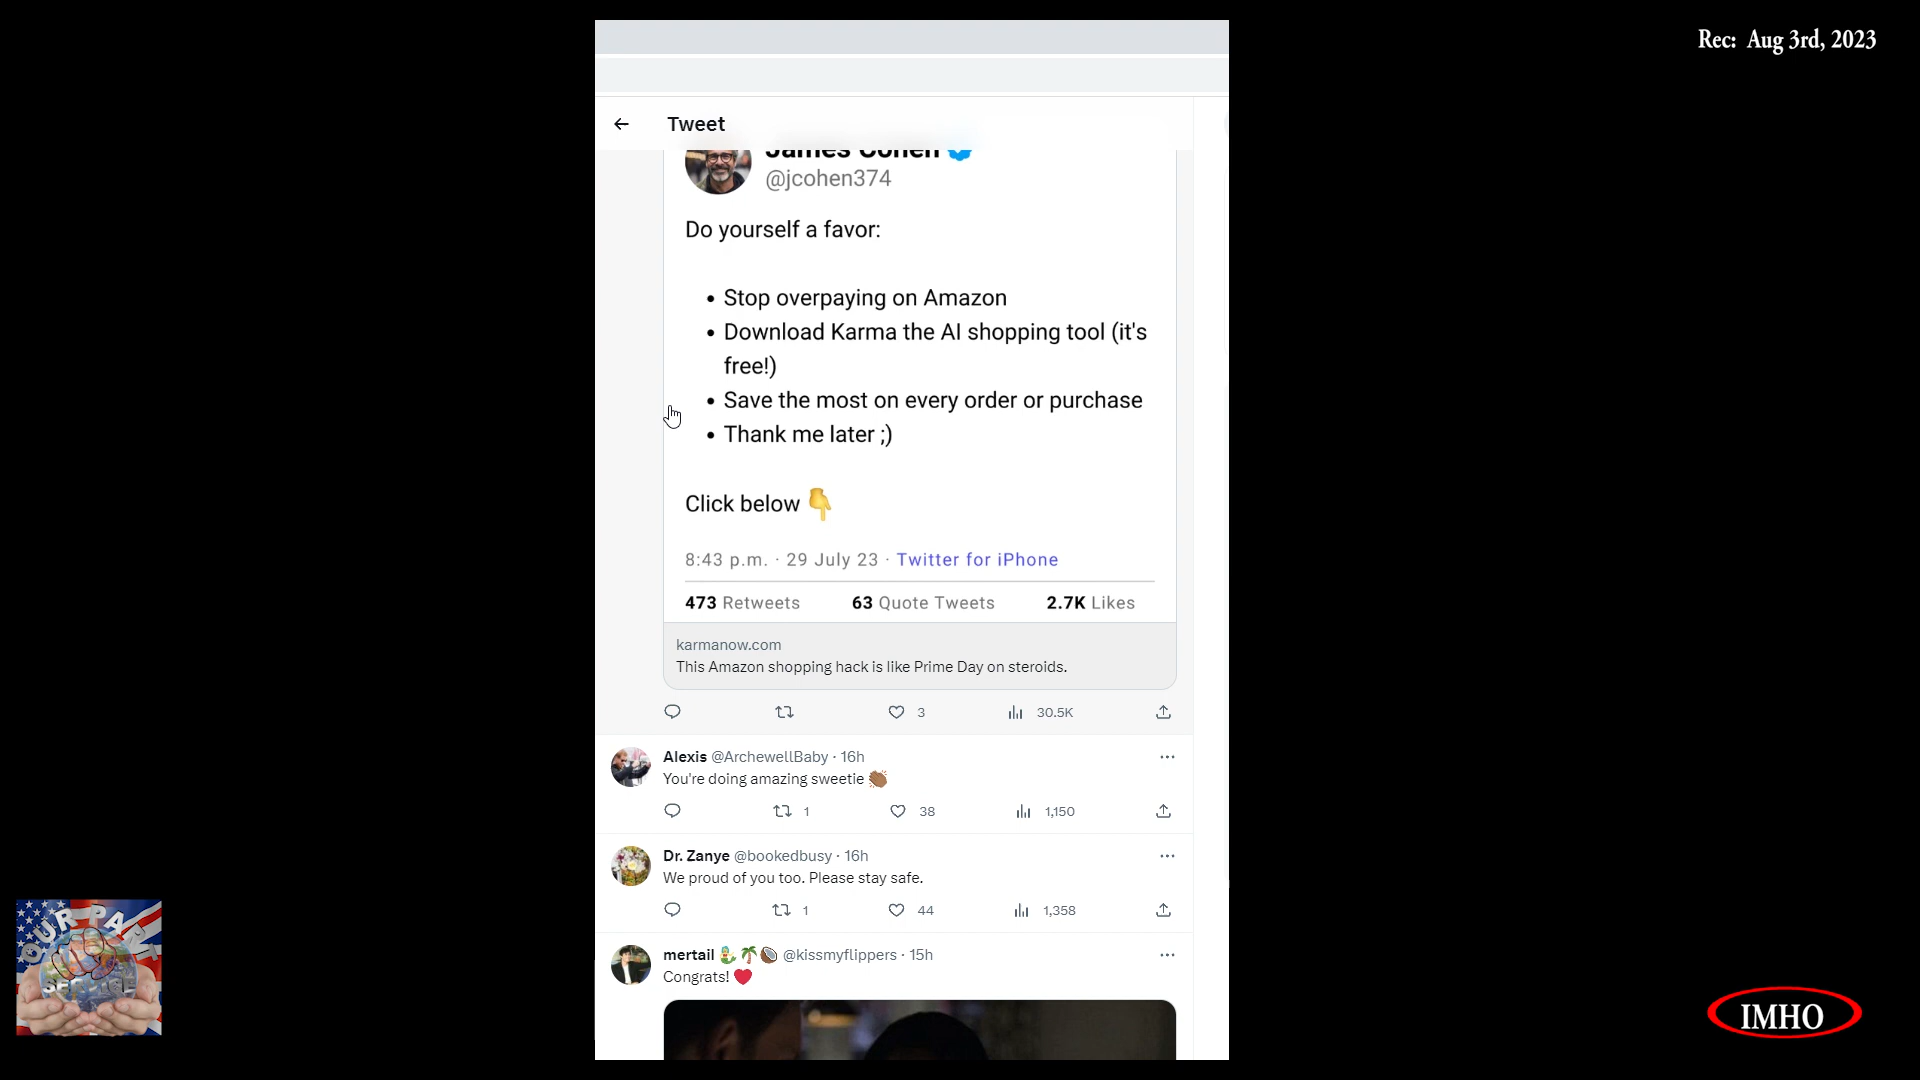 Rec: Aug 3rd, 2023
Tweet
James Cohen
@jcohen374
Do yourself a favor:
• Stop overpaying on Amazon
• Download Karma the AI shopping tool (it's
free!)
• Save the most on every order or purchase
• Thank me later ;)
Click below 👇
8:43 p.m. · 29 July 23 · Twitter for iPhone
473 Retweets 63 Quote Tweets 2.7K Likes
karmanow.com
This Amazon shopping hack is like Prime Day on steroids.
3 30.5K
Alexis @ArchewellBaby · 16h
You're doing amazing sweetie 👏🏾
1 38 1,150
Dr. Zanye @bookedbusy · 16h
We proud of you too. Please stay safe.
1 44 1,358
mertail 🧜🏽‍♀️🌴🥥 @kissmyflippers · 15h
Congrats! ❤️
OUR PART
SERVICE
IMHO